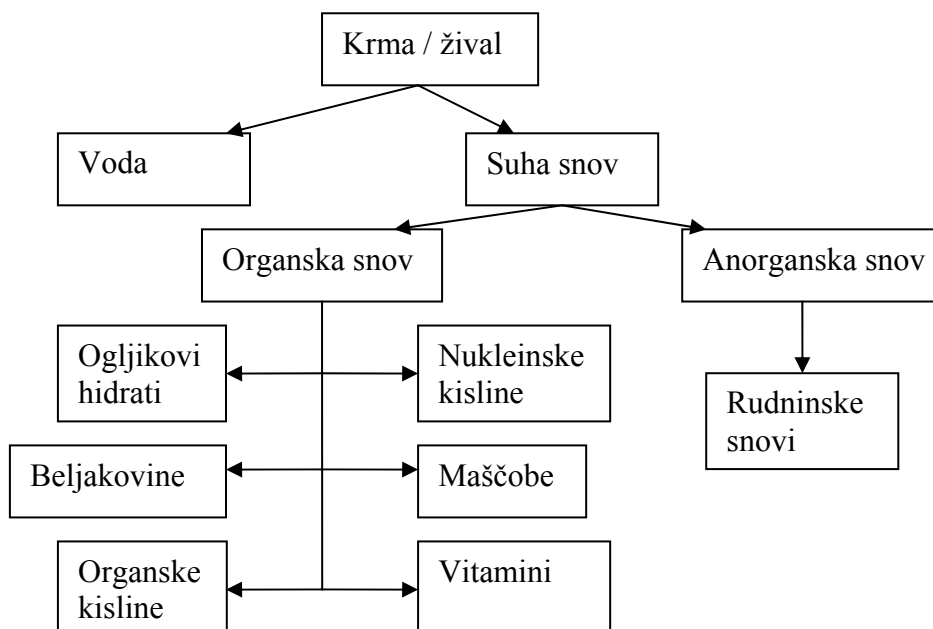 Krma / žival
Voda
Suha snov
Organska snov
Anorganska snov
Ogljikovi
hidrati
Nukleinske
kisline
Rudninske
snovi
Beljakovine
Maščobe
Organske
kisline
Vitamini